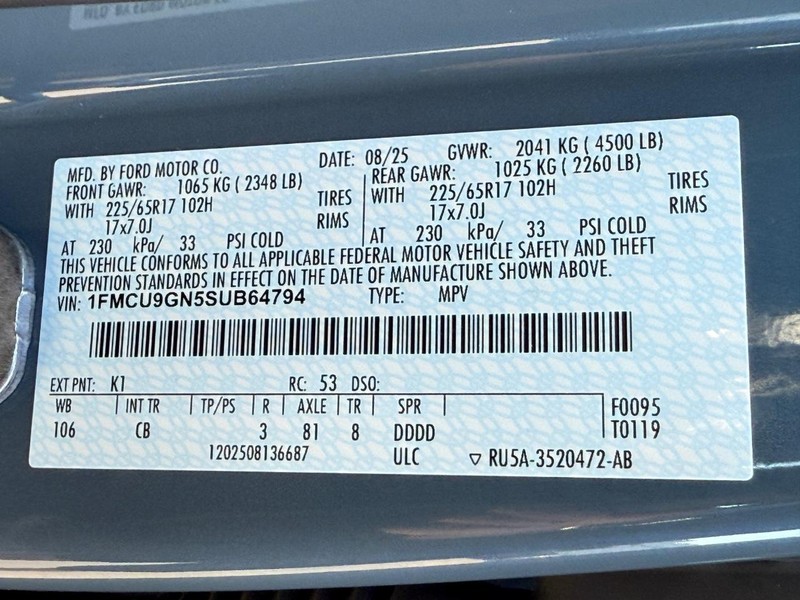 MFD. BY FORD MOTOR CO. DATE: 08/25 GVWR: 2041 KG ( 4500 LB)
FRONT GAWR: 1065 KG ( 2348 LB) REAR GAWR: 1025 KG ( 2260 LB)
WITH 225/65R17 102H TIRES WITH 225/65R17 102H TIRES
17x7.0J RIMS 17x7.0J RIMS
AT 230 kPa/ 33 PSI COLD AT 230 kPa/ 33 PSI COLD
THIS VEHICLE CONFORMS TO ALL APPLICABLE FEDERAL MOTOR VEHICLE SAFETY AND THEFT
PREVENTION STANDARDS IN EFFECT ON THE DATE OF MANUFACTURE SHOWN ABOVE.
VIN: 1FMCU9GN5SUB64794 TYPE: MPV
EXT PNT: K1 RC: 53 DSO:
WB INT TR TP/PS R AXLE TR SPR F0095
106 CB 3 81 8 DDDD T0119
1202508136687 ULC RU5A-3520472-AB